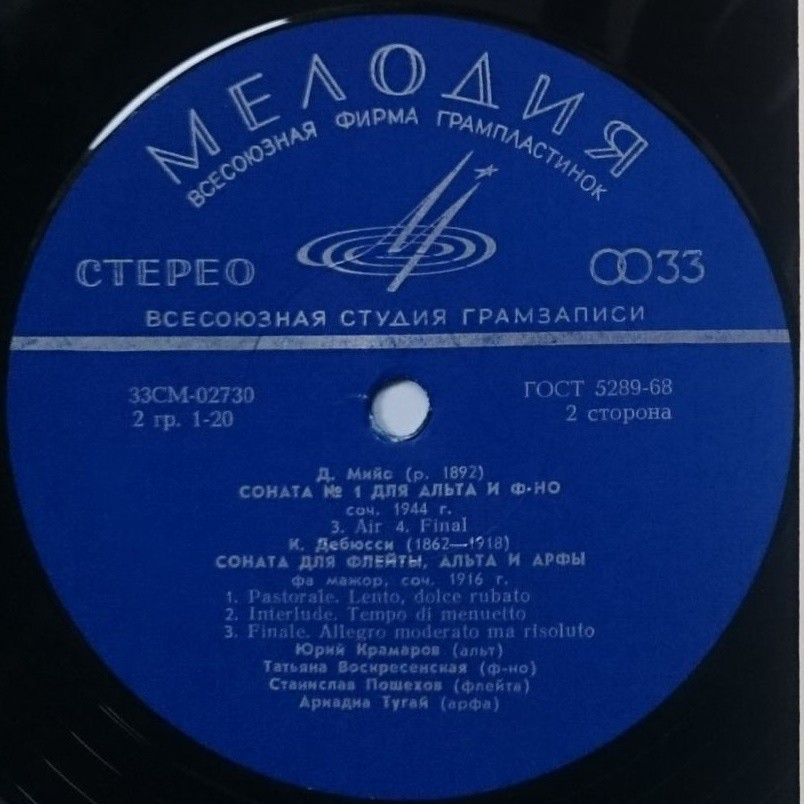 МЕЛОДИЯ
ВСЕСОЮЗНАЯ ФИРМА ГРАМПЛАСТИНОК
СТЕРЕО
33
ВСЕСОЮЗНАЯ СТУДИЯ ГРАМЗАПИСИ
33СМ-02730
ГОСТ 5289-68
2 гр. 1-20
2 сторона
Д. Мийо (р. 1892)
СОНАТА № 1 ДЛЯ АЛЬТА И Ф-НО
соч. 1944 г.
3. Air 4. Final
К. Дебюсси (1862—1918)
СОНАТА ДЛЯ ФЛЕЙТЫ, АЛЬТА И АРФЫ
фа мажор, соч. 1916 г.
1. Pastorale. Lento, dolce rubato
2. Interlude. Tempo di menuetto
3. Finale. Allegro moderato ma risoluto
Юрий Крамаров (альт)
Татьяна Воскресенская (ф-но)
Станислав Пошехов (флейта)
Ариадна Тугай (арфа)